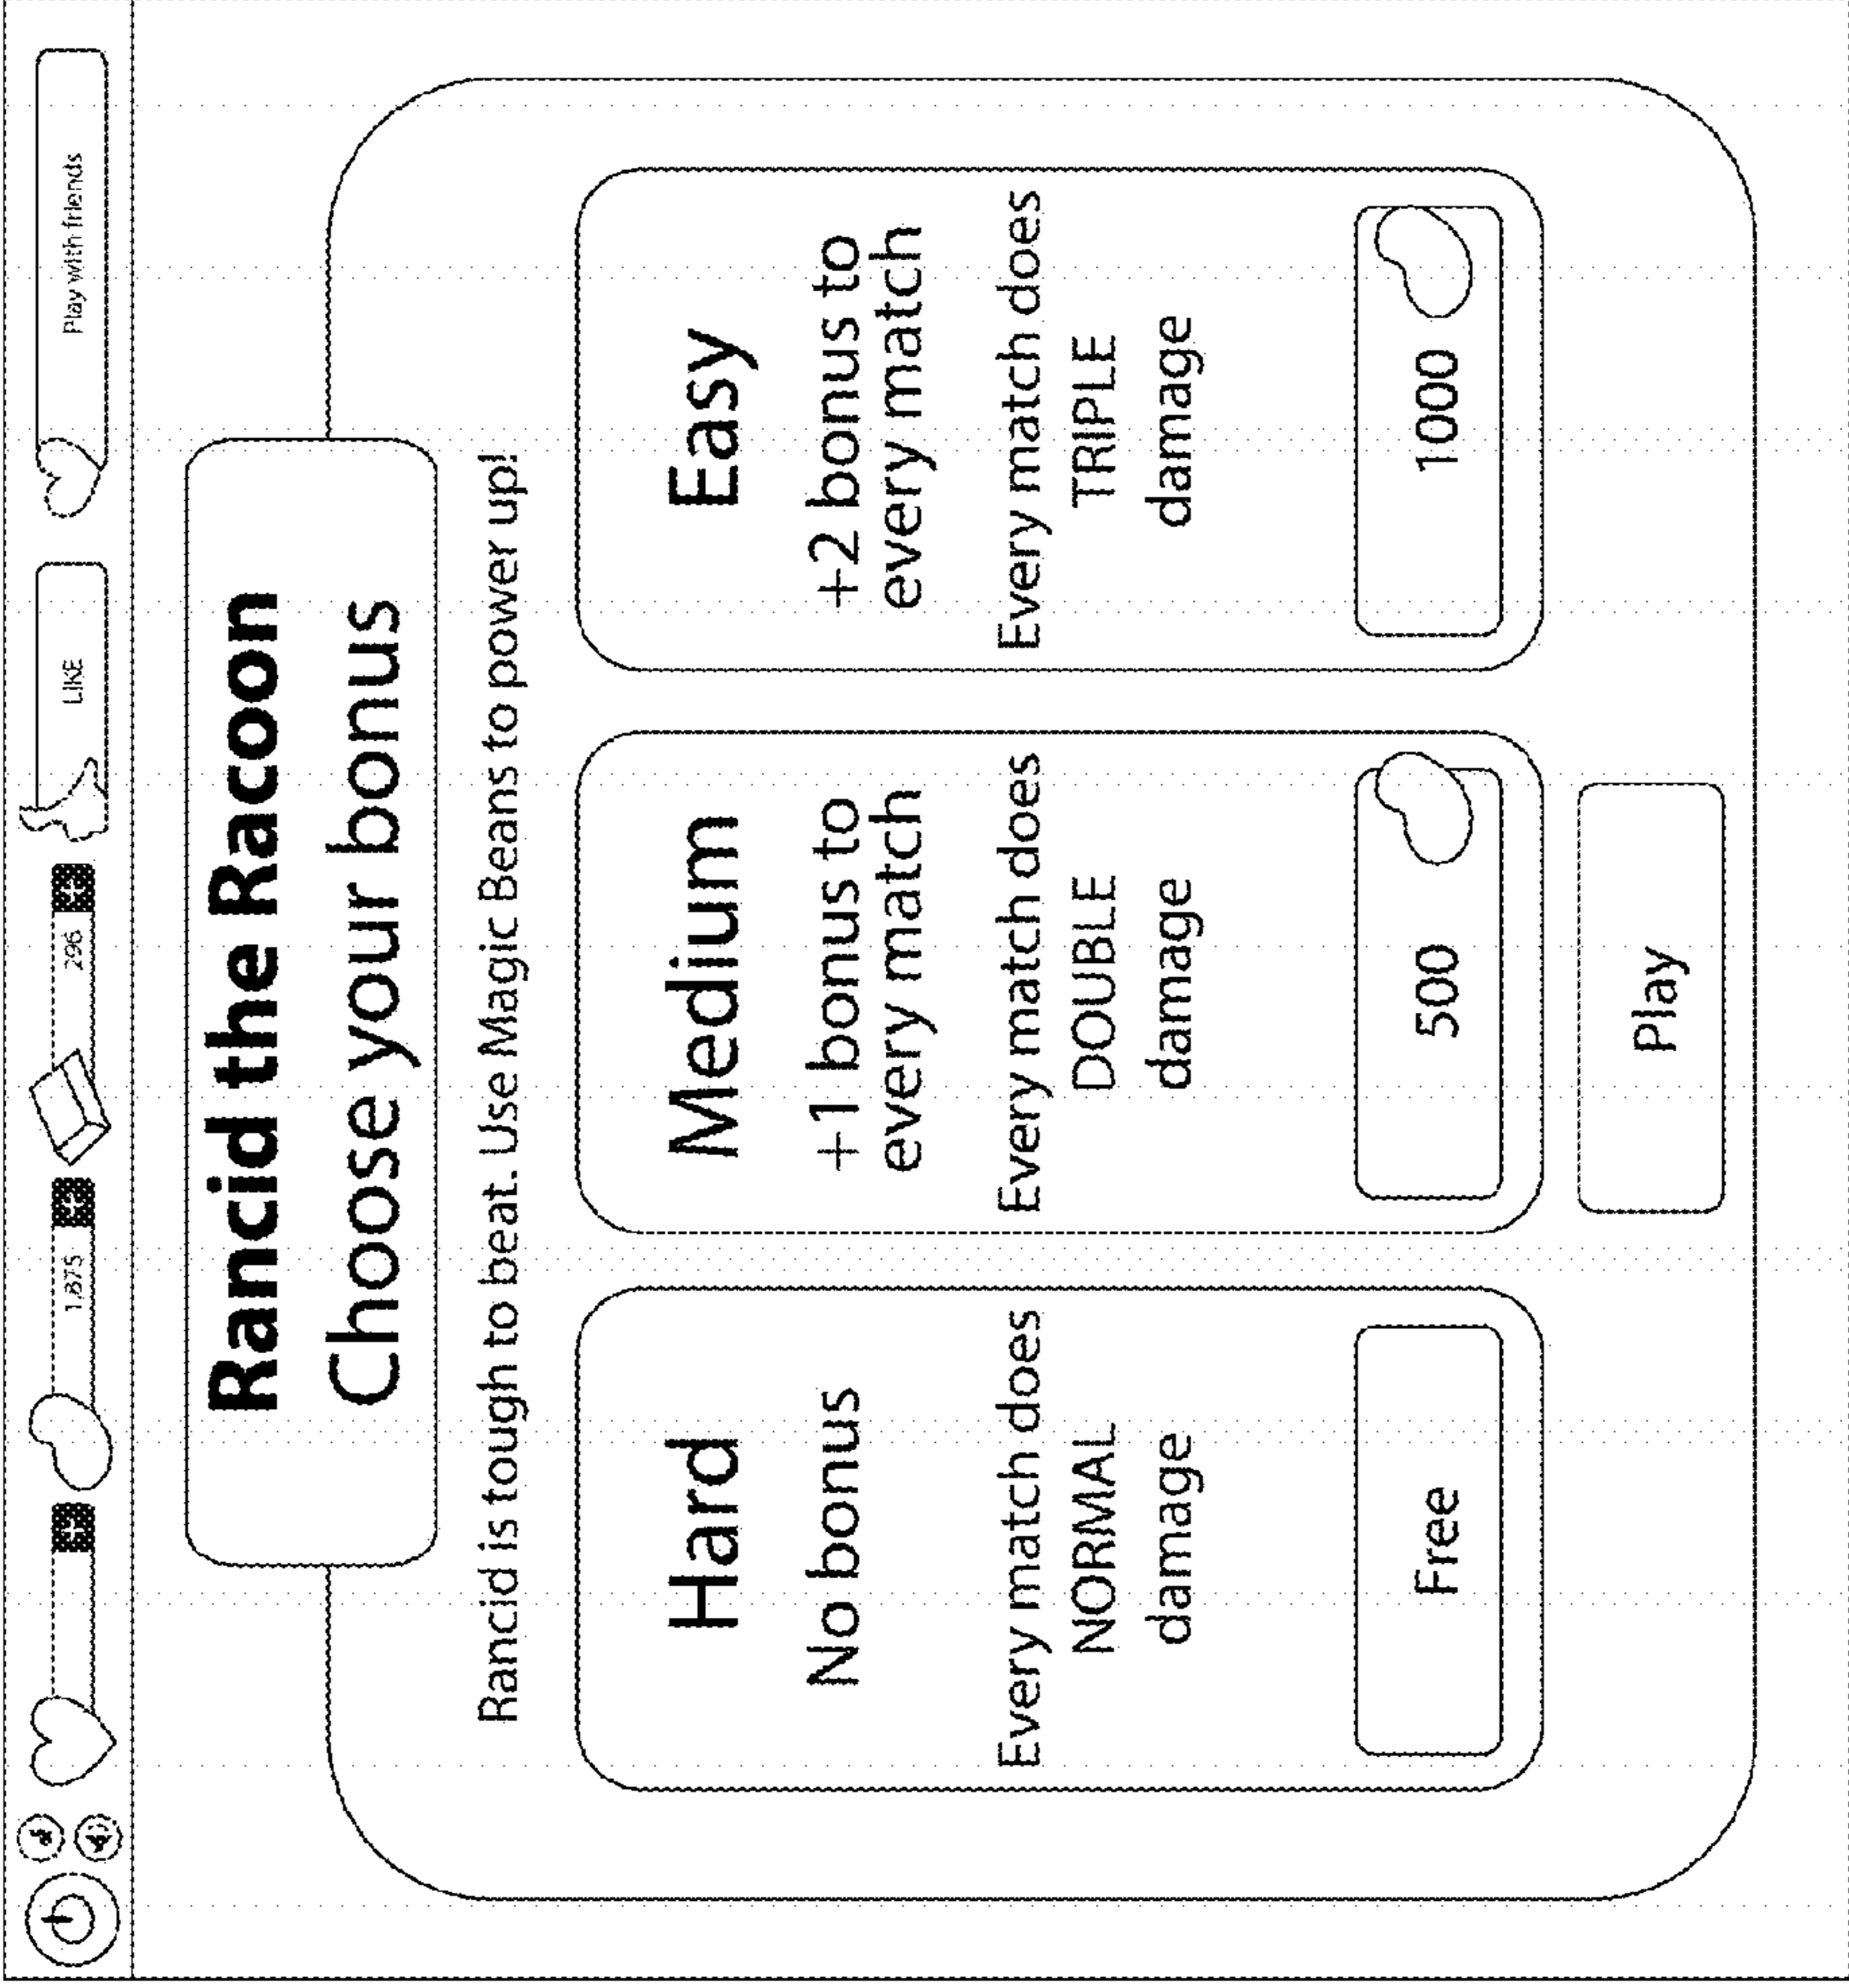 1,875
296
LIKE
Play with friends
Rancid the Racoon
Choose your bonus
Rancid is tough to beat. Use Magic Beans to power up!
Hard
No bonus
Every match does
NORMAL
damage
Free
Medium
+1 bonus to
every match
Every match does
DOUBLE
damage
500
Easy
+2 bonus to
every match
Every match does
TRIPLE
damage
1000
Play